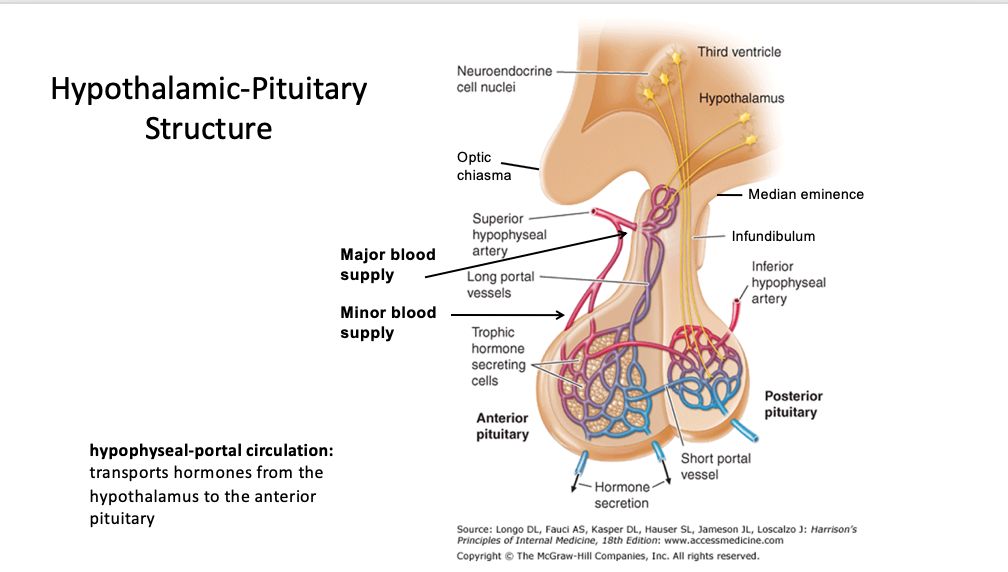 Hypothalamic-Pituitary
Structure
Third ventricle
Neuroendocrine
cell nuclei
Hypothalamus
Optic
chiasma
Median eminence
Superior
hypophyseal
artery
Infundibulum
Major blood
supply
Inferior
hypophyseal
artery
Long portal
vessels
Minor blood
supply
Trophic
hormone
secreting
cells
Anterior
pituitary
Posterior
pituitary
hypophyseal-portal circulation:
transports hormones from the
hypothalamus to the anterior
pituitary
Short portal
vessel
Hormone
secretion
Source: Longo DL, Fauci AS, Kasper DL, Hauser SL, Jameson JL, Loscalzo J: Harrison's
Principles of Internal Medicine, 18th Edition: www.accessmedicine.com
Copyright © The McGraw-Hill Companies, Inc. All rights reserved.